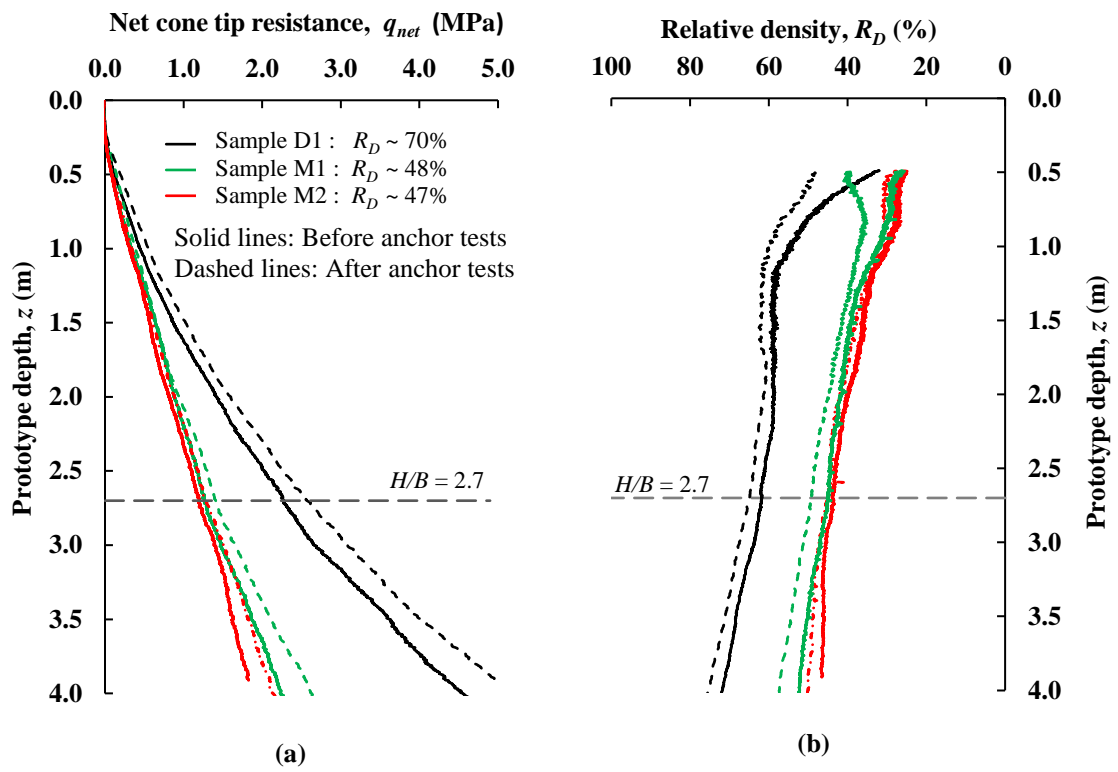 Net cone tip resistance, q_net (MPa)
0.0 1.0 2.0 3.0 4.0 5.0
0.0
0.5
1.0
1.5
2.0
2.5
3.0
3.5
4.0
Prototype depth, z (m)
Sample D1 : R_D ~ 70%
Sample M1 : R_D ~ 48%
Sample M2 : R_D ~ 47%
Solid lines: Before anchor tests
Dashed lines: After anchor tests
H/B = 2.7
(a)
Relative density, R_D (%)
100 80 60 40 20 0
0.0
0.5
1.0
1.5
2.0
2.5
3.0
3.5
4.0
Prototype depth, z (m)
H/B = 2.7
(b)